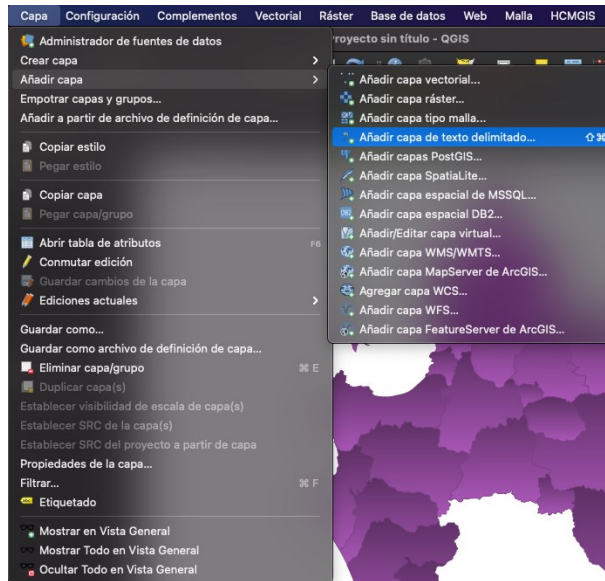 Capa Configuración Complementos Vectorial Ráster Base de datos Web Malla HCMGIS
royecto sin título - QGIS
Administrador de fuentes de datos
Crear capa
Añadir capa
Empotrar capas y grupos...
Añadir a partir de archivo de definición de capa...
Copiar estilo
Pegar estilo
Copiar capa
Pegar capa/grupo
Abrir tabla de atributos F6
Conmutar edición
Guardar cambios de la capa
Ediciones actuales
Guardar como...
Guardar como archivo de definición de capa...
Eliminar capa/grupo ⌘ E
Duplicar capa(s)
Establecer visibilidad de escala de capa(s)
Establecer SRC de la capa(s)
Establecer SRC del proyecto a partir de capa
Propiedades de la capa...
Filtrar... ⌘ F
Etiquetado
Mostrar en Vista General
Mostrar Todo en Vista General
Ocultar Todo en Vista General
Añadir capa vectorial...
Añadir capa ráster...
Añadir capa tipo malla...
Añadir capa de texto delimitado... ⇧⌘
Añadir capas PostGIS...
Añadir capa SpatiaLite...
Añadir capa espacial de MSSQL...
Añadir capa espacial DB2...
Añadir/Editar capa virtual...
Añadir capa WMS/WMTS...
Añadir capa MapServer de ArcGIS...
Agregar capa WCS...
Añadir capa WFS...
Añadir capa FeatureServer de ArcGIS...